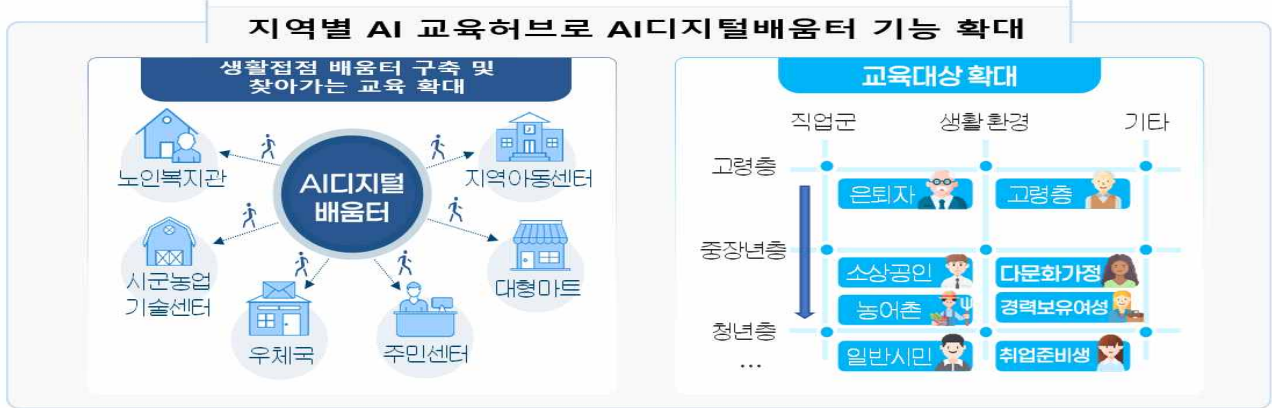 지역별 AI 교육허브로 AI디지털배움터 기능 확대
생활접점 배움터 구축 및
찾아가는 교육 확대
노인복지관
AI디지털
배움터
지역아동센터
시군농업
기술센터
대형마트
우체국
주민센터
교육대상 확대
직업군 생활 환경 기타
고령층
은퇴자 고령층
중장년층
소상공인 다문화가정
농어촌 경력보유여성
청년층
일반시민 취업준비생
...